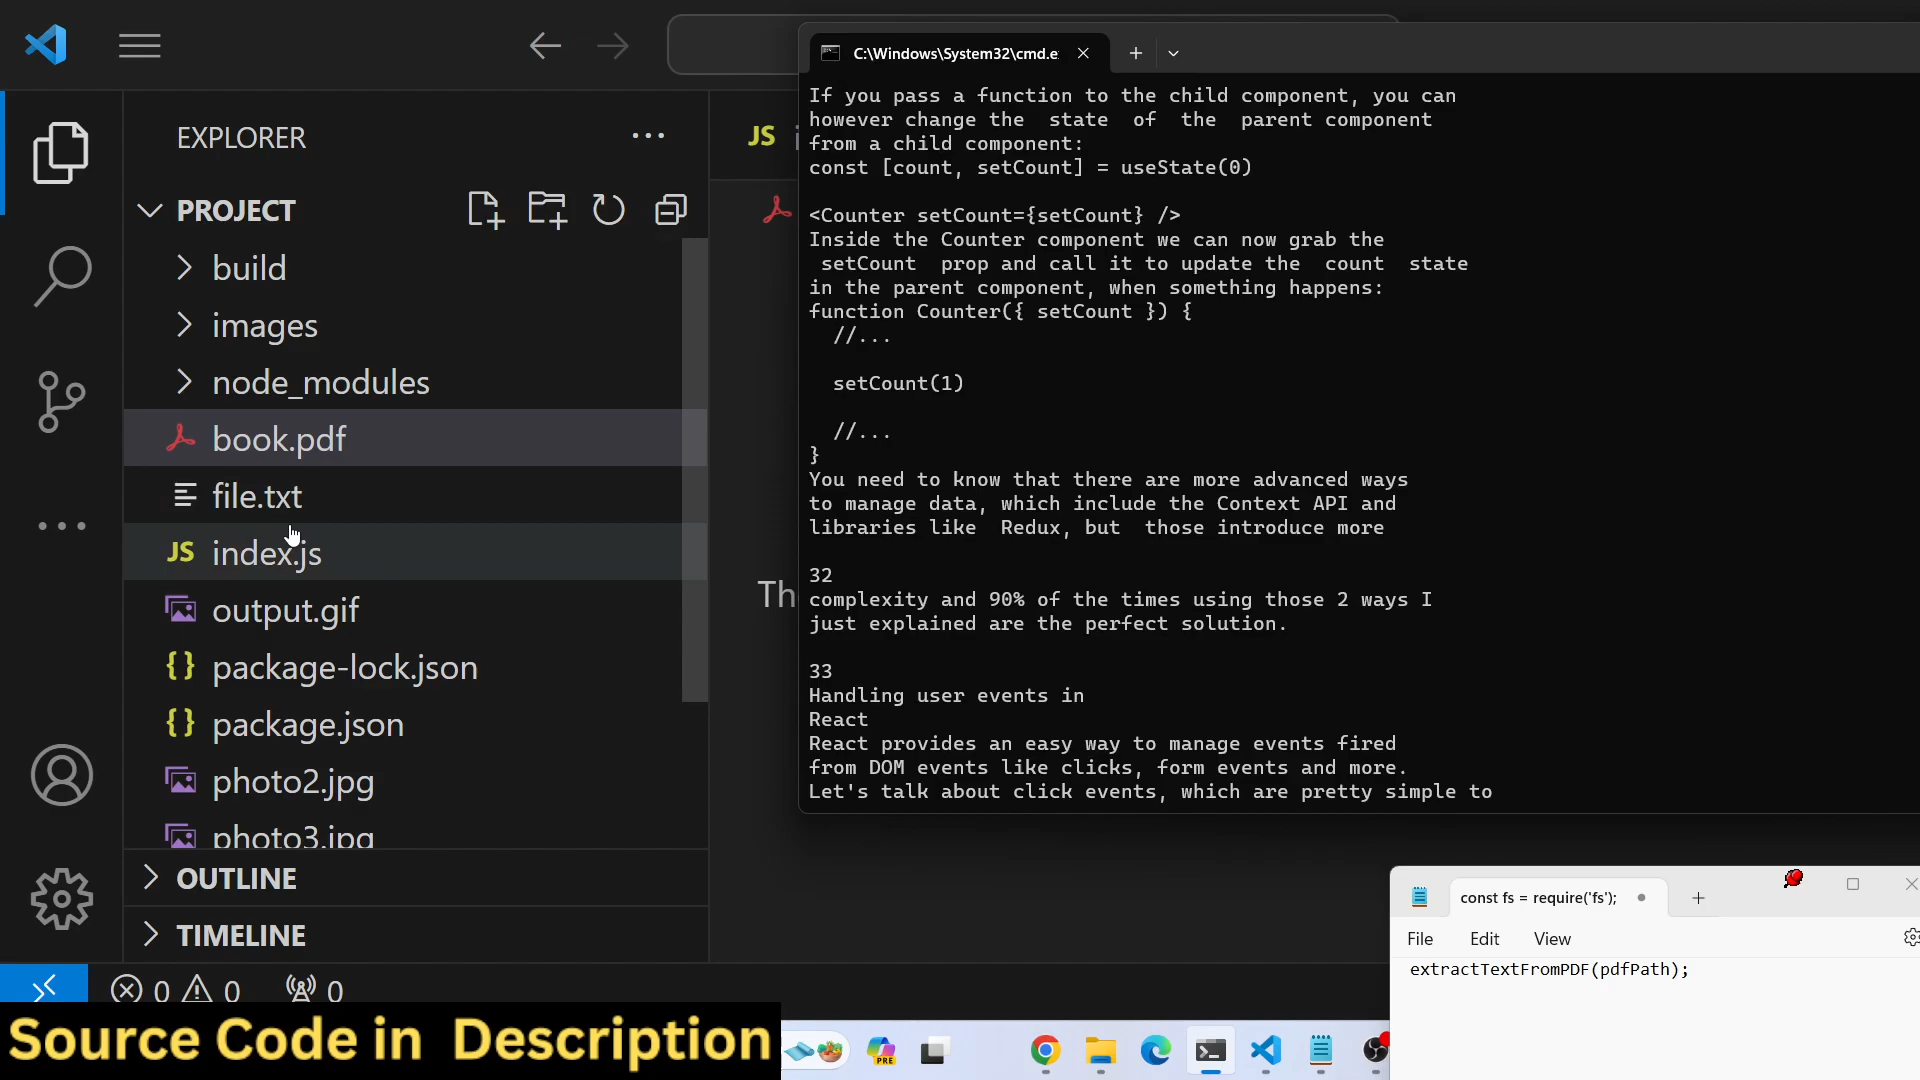 EXPLORER
PROJECT
build
images
node_modules
book.pdf
file.txt
JS index.js
output.gif
{} package-lock.json
{} package.json
photo2.jpg
photo3.jpg
OUTLINE
TIMELINE
0 0 0
Source Code in Description
JS
Th
C:\Windows\System32\cmd.e
If you pass a function to the child component, you can
however change the  state  of  the  parent component
from a child component:
const [count, setCount] = useState(0)
<Counter setCount={setCount} />
Inside the Counter component we can now grab the
 setCount  prop and call it to update the  count  state
in the parent component, when something happens:
function Counter({ setCount }) {
  //...
  setCount(1)
  //...
}
You need to know that there are more advanced ways
to manage data, which include the Context API and
libraries like  Redux, but  those introduce more
32
complexity and 90% of the times using those 2 ways I
just explained are the perfect solution.
33
Handling user events in
React
React provides an easy way to manage events fired
from DOM events like clicks, form events and more.
Let's talk about click events, which are pretty simple to
const fs = require('fs');
File Edit View
extractTextFromPDF(pdfPath);
PRE